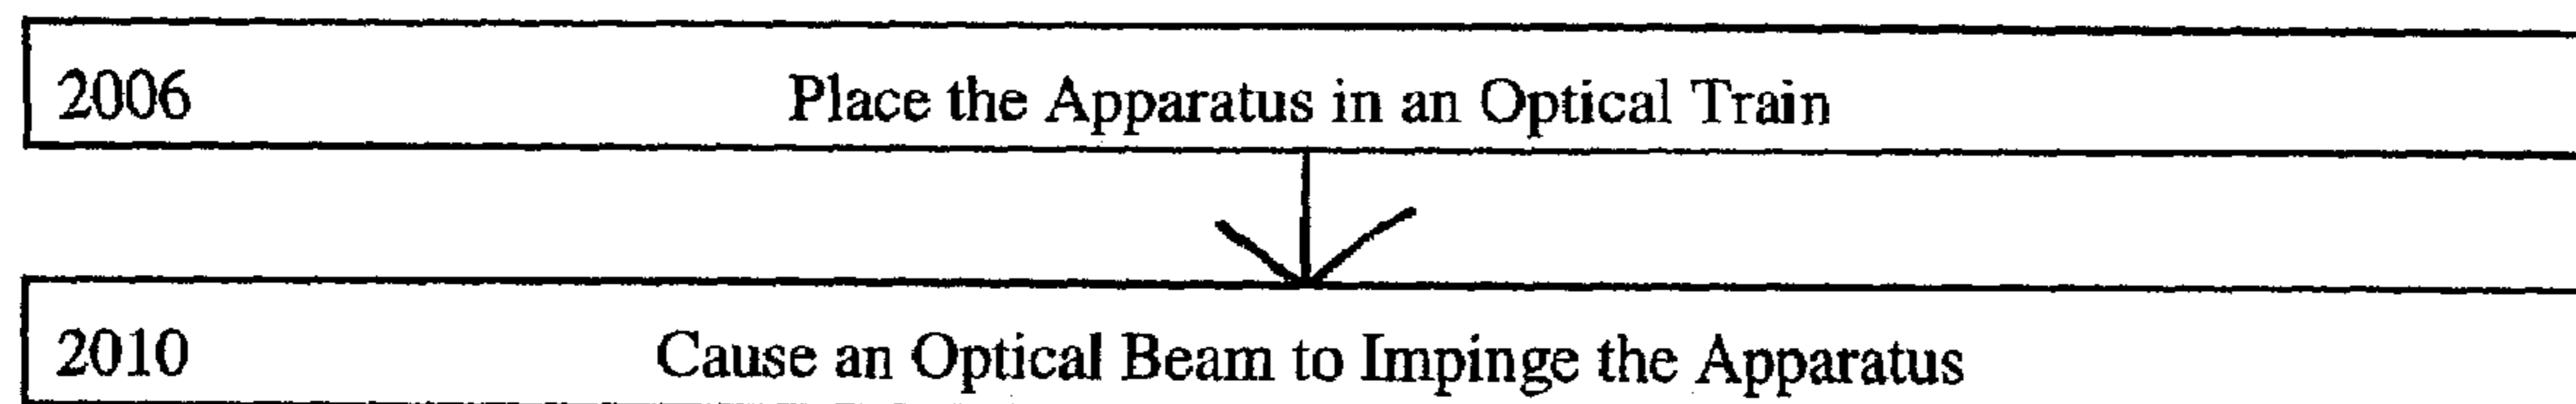 2006 Place the Apparatus in an Optical Train
2010 Cause an Optical Beam to Impinge the Apparatus